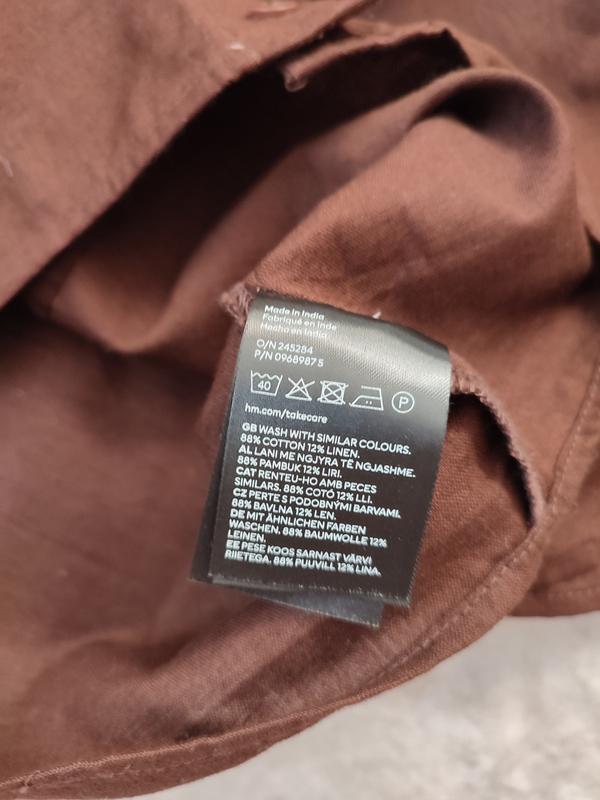 Made in India
Fabriqué en Inde
Hecho en India
O/N 245284
P/N 0968987 5
40
P
hm.com/takecare
GB WASH WITH SIMILAR COLOURS.
88% COTTON 12% LINEN.
AL LANI ME NGJYRA TË NGJASHME.
88% PAMBUK 12% LIRI.
CAT RENTEU-HO AMB PECES
SIMILARS. 88% COTÓ 12% LLI.
CZ PERTE S PODOBNÝMI BARVAMI.
88% BAVLNA 12% LEN.
DE MIT ÄHNLICHEN FARBEN
WASCHEN. 88% BAUMWOLLE 12%
LEINEN.
EE PESE KOOS SARNAST VÄRVI
RIIETEGA. 88% PUUVILL 12% LINA.